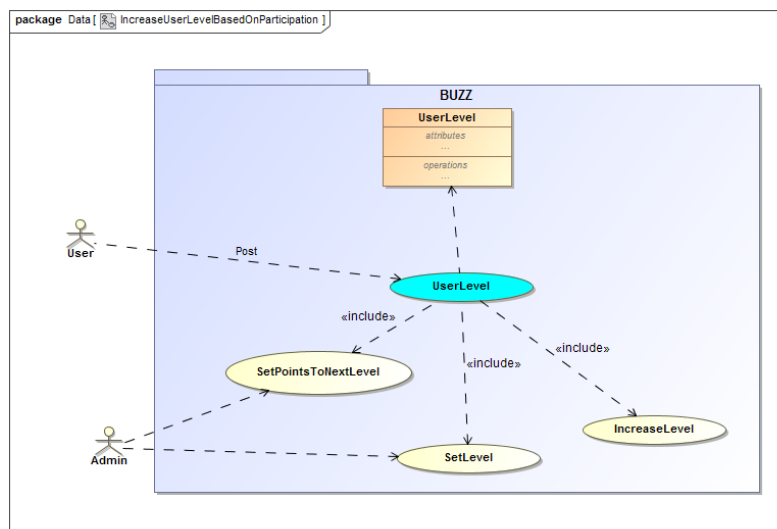 package Data [ IncreaseUserLevelBasedOnParticipation ]
BUZZ
UserLevel
attributes
...
operations
...
User
Post
UserLevel
«include»
«include»
«include»
SetPointsToNextLevel
IncreaseLevel
Admin
SetLevel